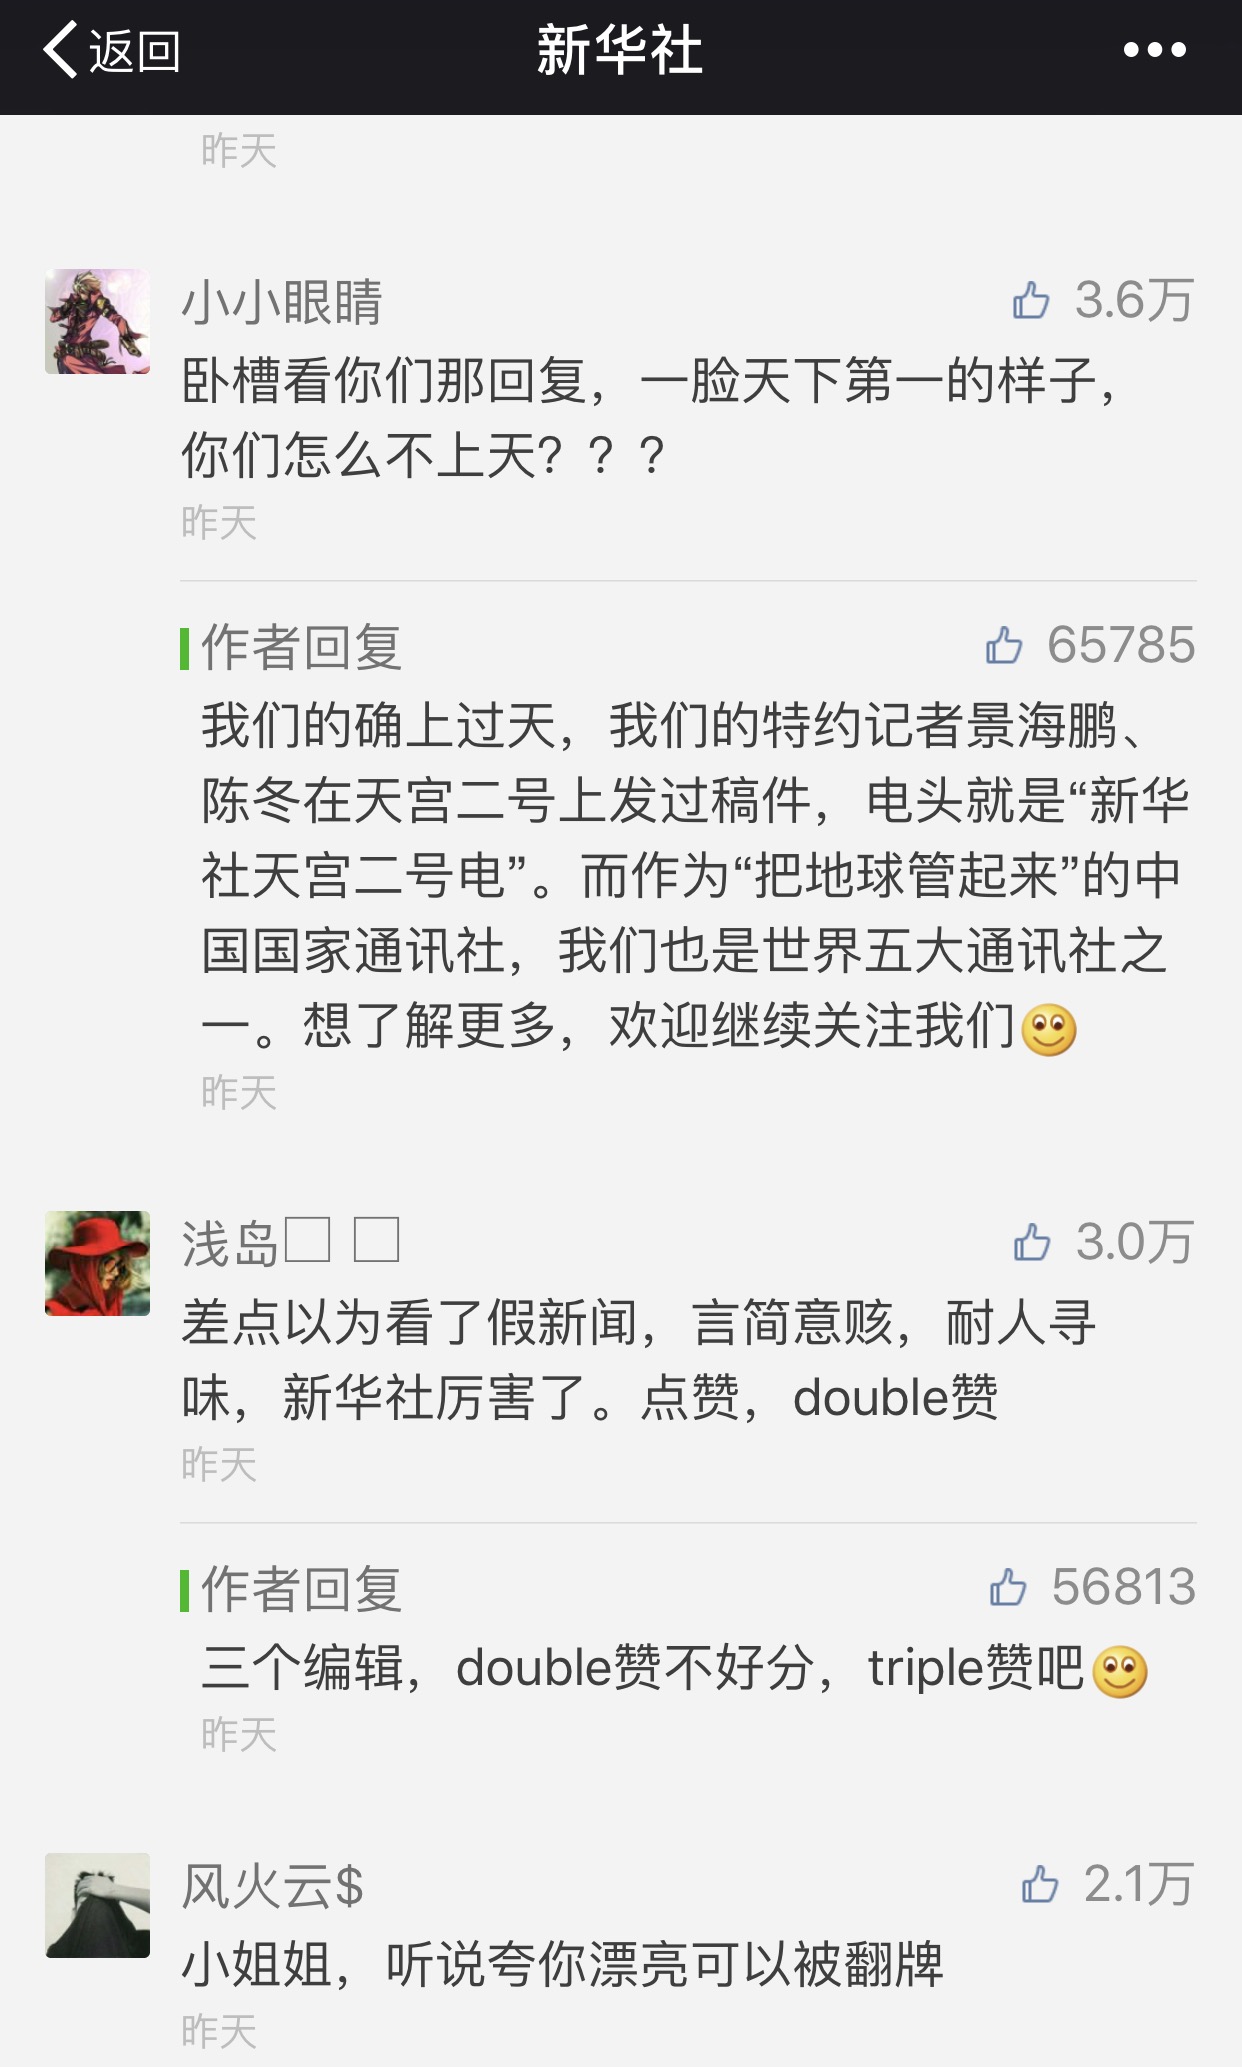 返回
新华社
昨天
小小眼睛
3.6万
卧槽看你们那回复，一脸天下第一的样子，
你们怎么不上天？？？
昨天
作者回复
65785
我们的确上过天，我们的特约记者景海鹏、
陈冬在天宫二号上发过稿件，电头就是“新华
社天宫二号电”。而作为“把地球管起来”的中
国国家通讯社，我们也是世界五大通讯社之
一。想了解更多，欢迎继续关注我们
昨天
浅岛
3.0万
差点以为看了假新闻，言简意赅，耐人寻
味，新华社厉害了。点赞，double赞
昨天
作者回复
56813
三个编辑，double赞不好分，triple赞吧
昨天
风火云$
2.1万
小姐姐，听说夸你漂亮可以被翻牌
昨天